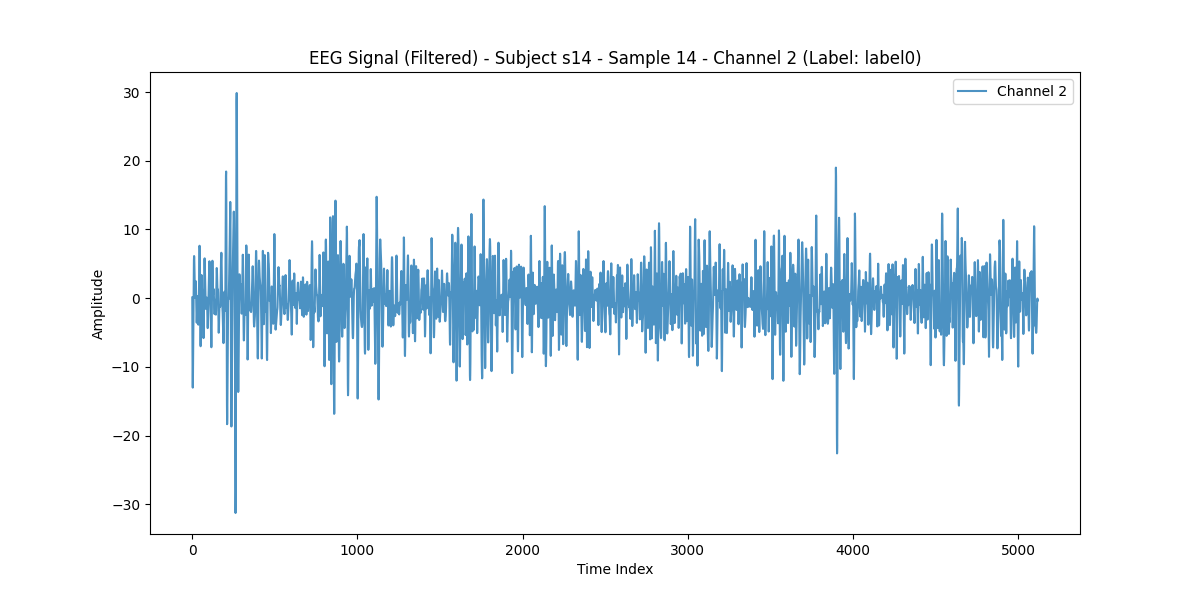 EEG Signal (Filtered) - Subject s14 - Sample 14 - Channel 2 (Label: label0)
Channel 2
30
20
10
0
−10
−20
−30
Amplitude
0 1000 2000 3000 4000 5000
Time Index